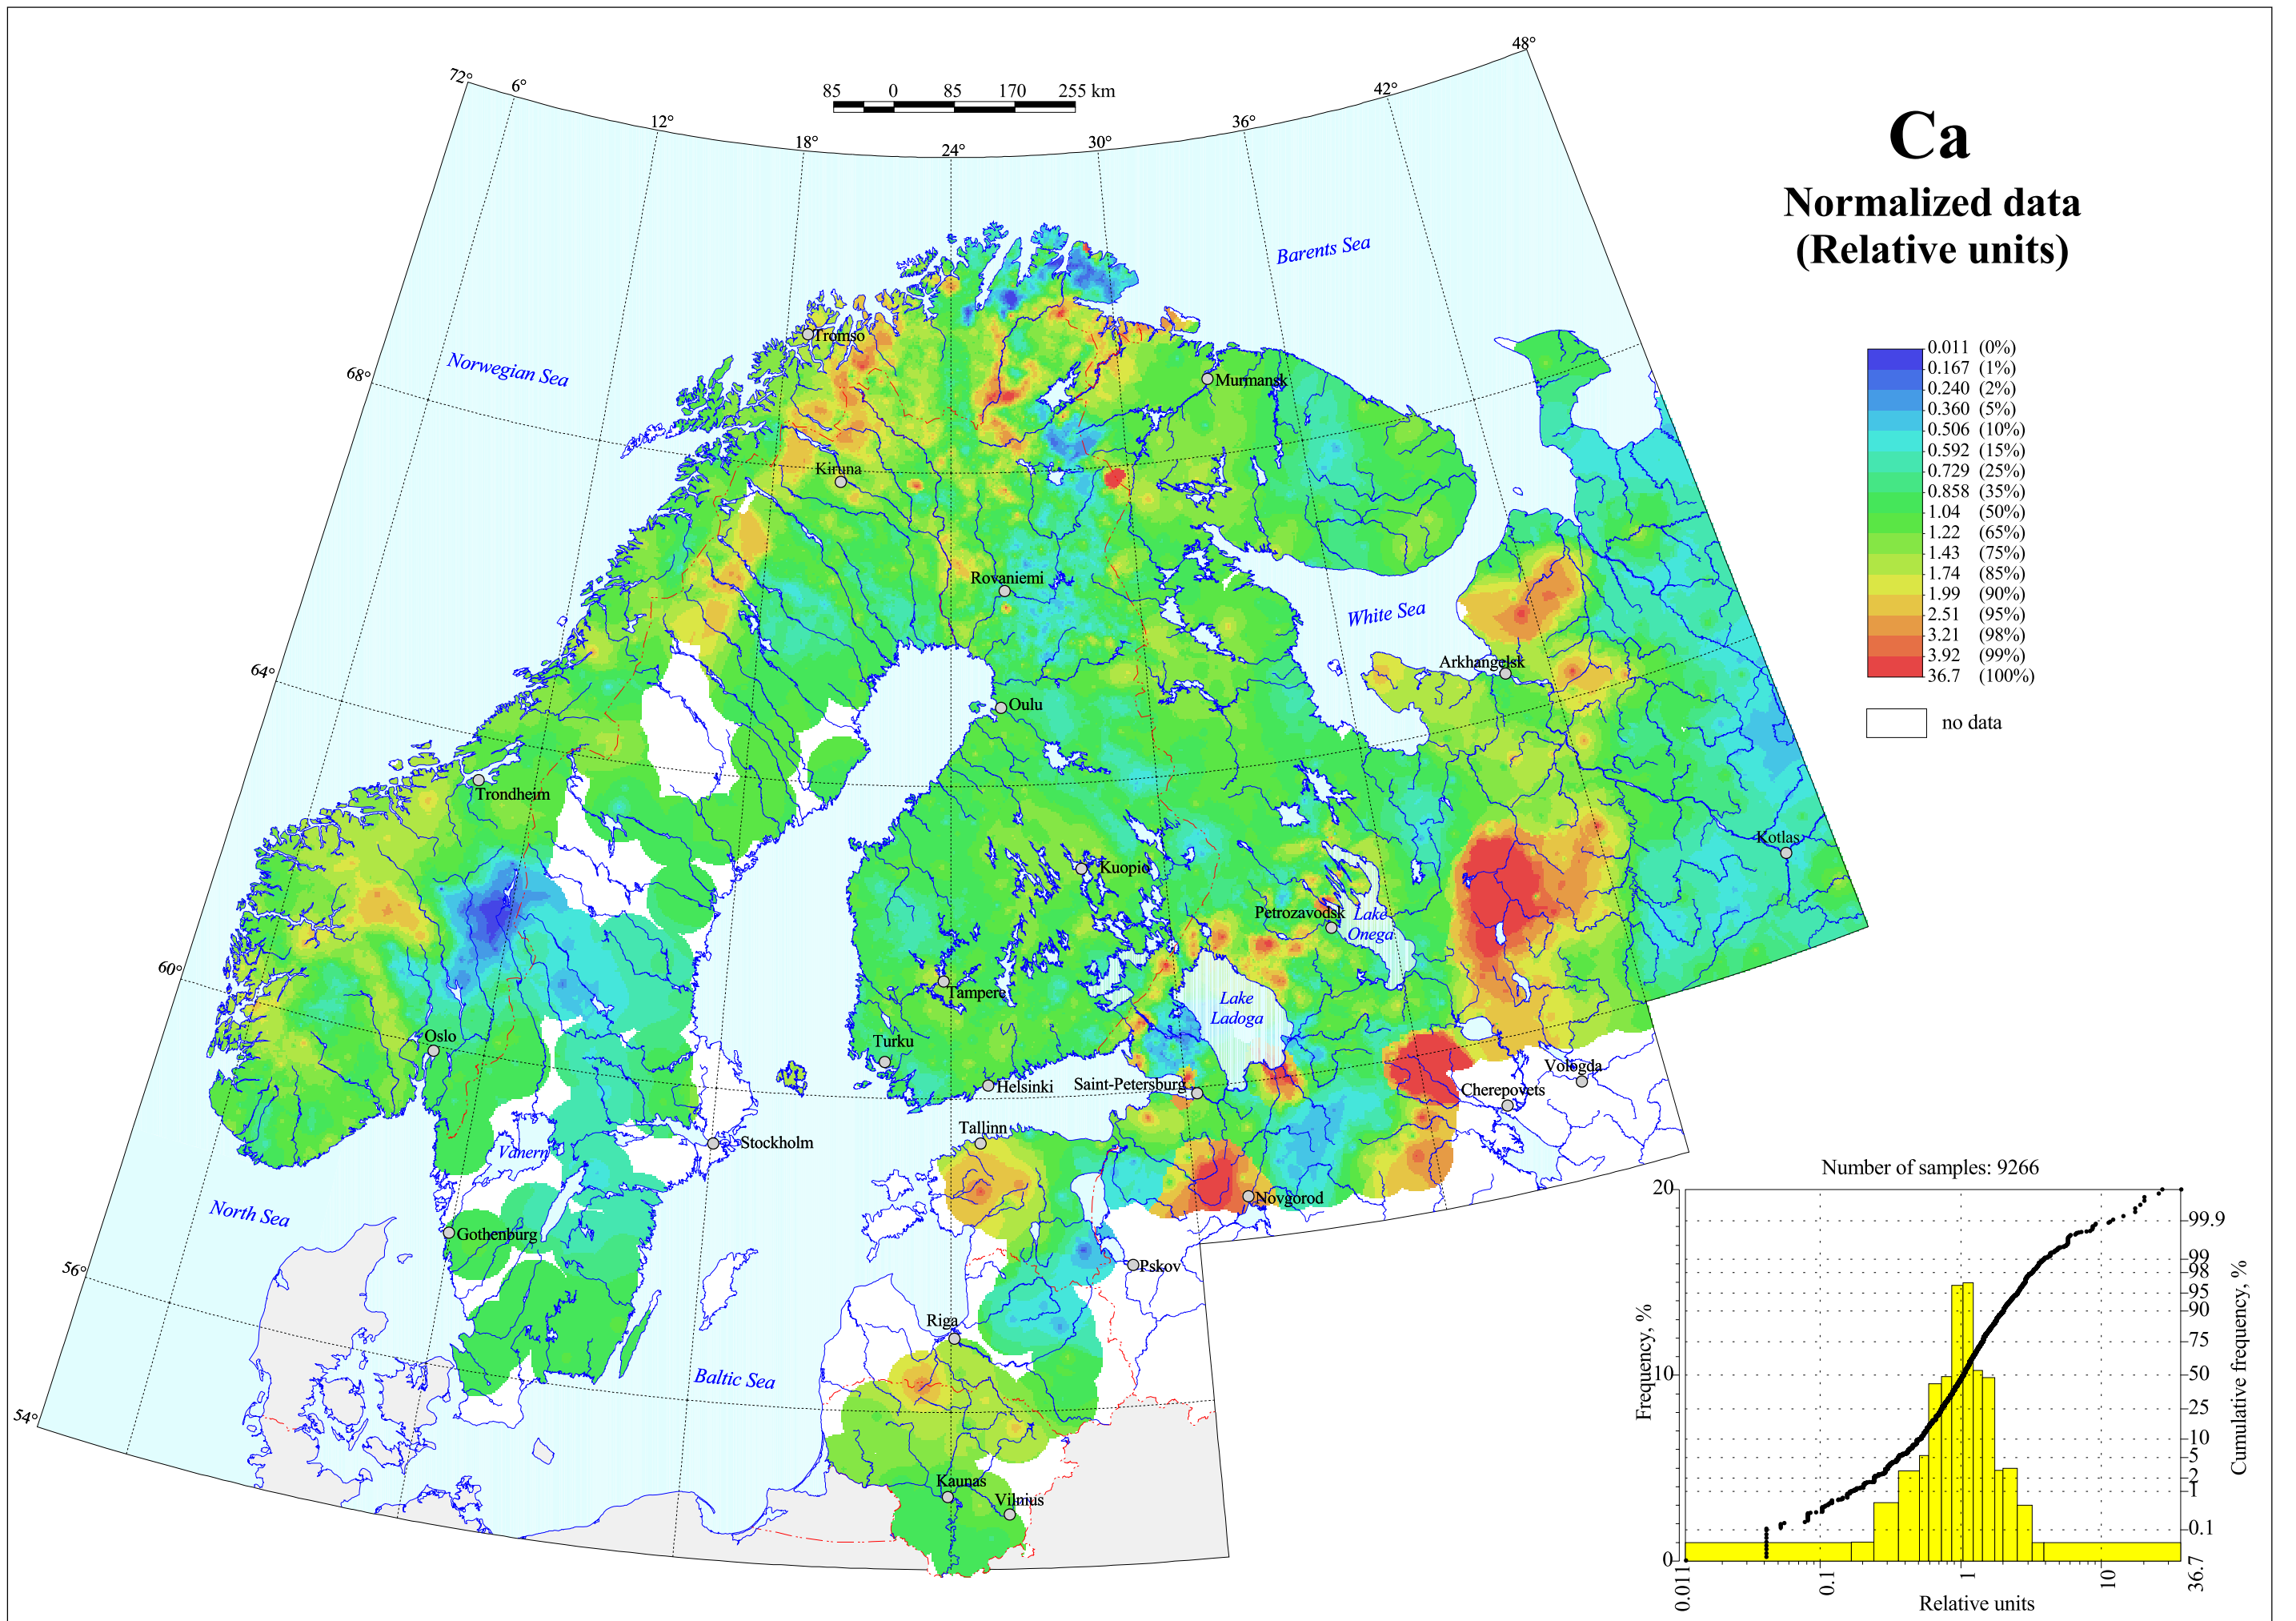 Ca
Normalized data
(Relative units)
85 0 85 170 255 km
72°
6°
12°
18°
24°
30°
36°
42°
48°
68°
64°
60°
56°
54°
Barents Sea
Norwegian Sea
White Sea
North Sea
Baltic Sea
Lake
Onega
Lake
Ladoga
Vanern
Tromso
Murmansk
Kiruna
Rovaniemi
Arkhangelsk
Oulu
Trondheim
Kotlas
Kuopio
Petrozavodsk
Tampere
Oslo
Turku
Helsinki
Saint-Petersburg
Vologda
Cherepovets
Stockholm
Tallinn
Novgorod
Gothenburg
Pskov
Riga
Kaunas
Vilnius
0.011 (0%)
0.167 (1%)
0.240 (2%)
0.360 (5%)
0.506 (10%)
0.592 (15%)
0.729 (25%)
0.858 (35%)
1.04 (50%)
1.22 (65%)
1.43 (75%)
1.74 (85%)
1.99 (90%)
2.51 (95%)
3.21 (98%)
3.92 (99%)
36.7 (100%)
no data
Number of samples: 9266
20
10
0
Frequency, %
99.9
99
98
95
90
75
50
25
10
5
2
1
0.1
Cumulative frequency, %
0.011
0.1
1
10
36.7
Relative units